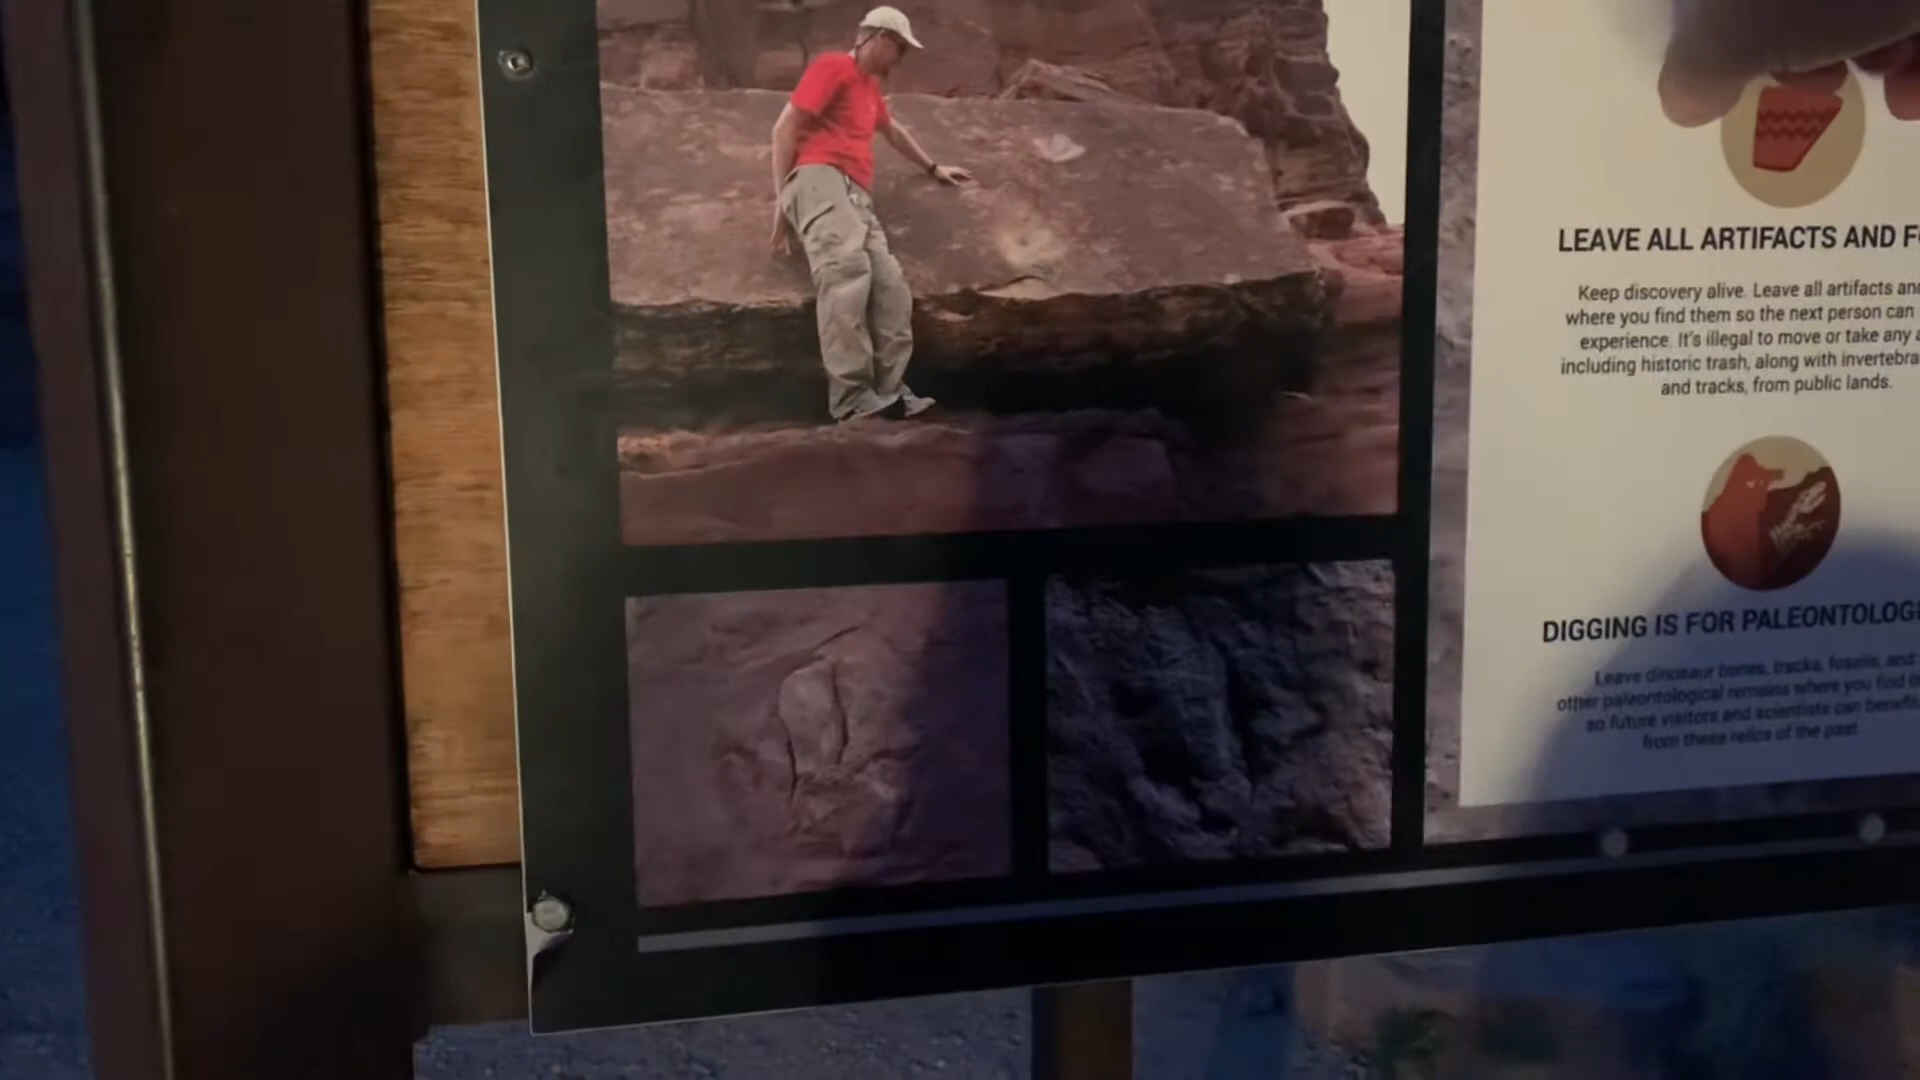 LEAVE ALL ARTIFACTS AND F
Keep discovery alive. Leave all artifacts an
where you find them so the next person can
experience. It's illegal to move or take any a
including historic trash, along with invertebra
and tracks, from public lands.
DIGGING IS FOR PALEONTOLOGI
Leave dinosaur bones, tracks, fossils, and
other paleontological remains where you find
so future visitors and scientists can benefit
from these relics of the past.